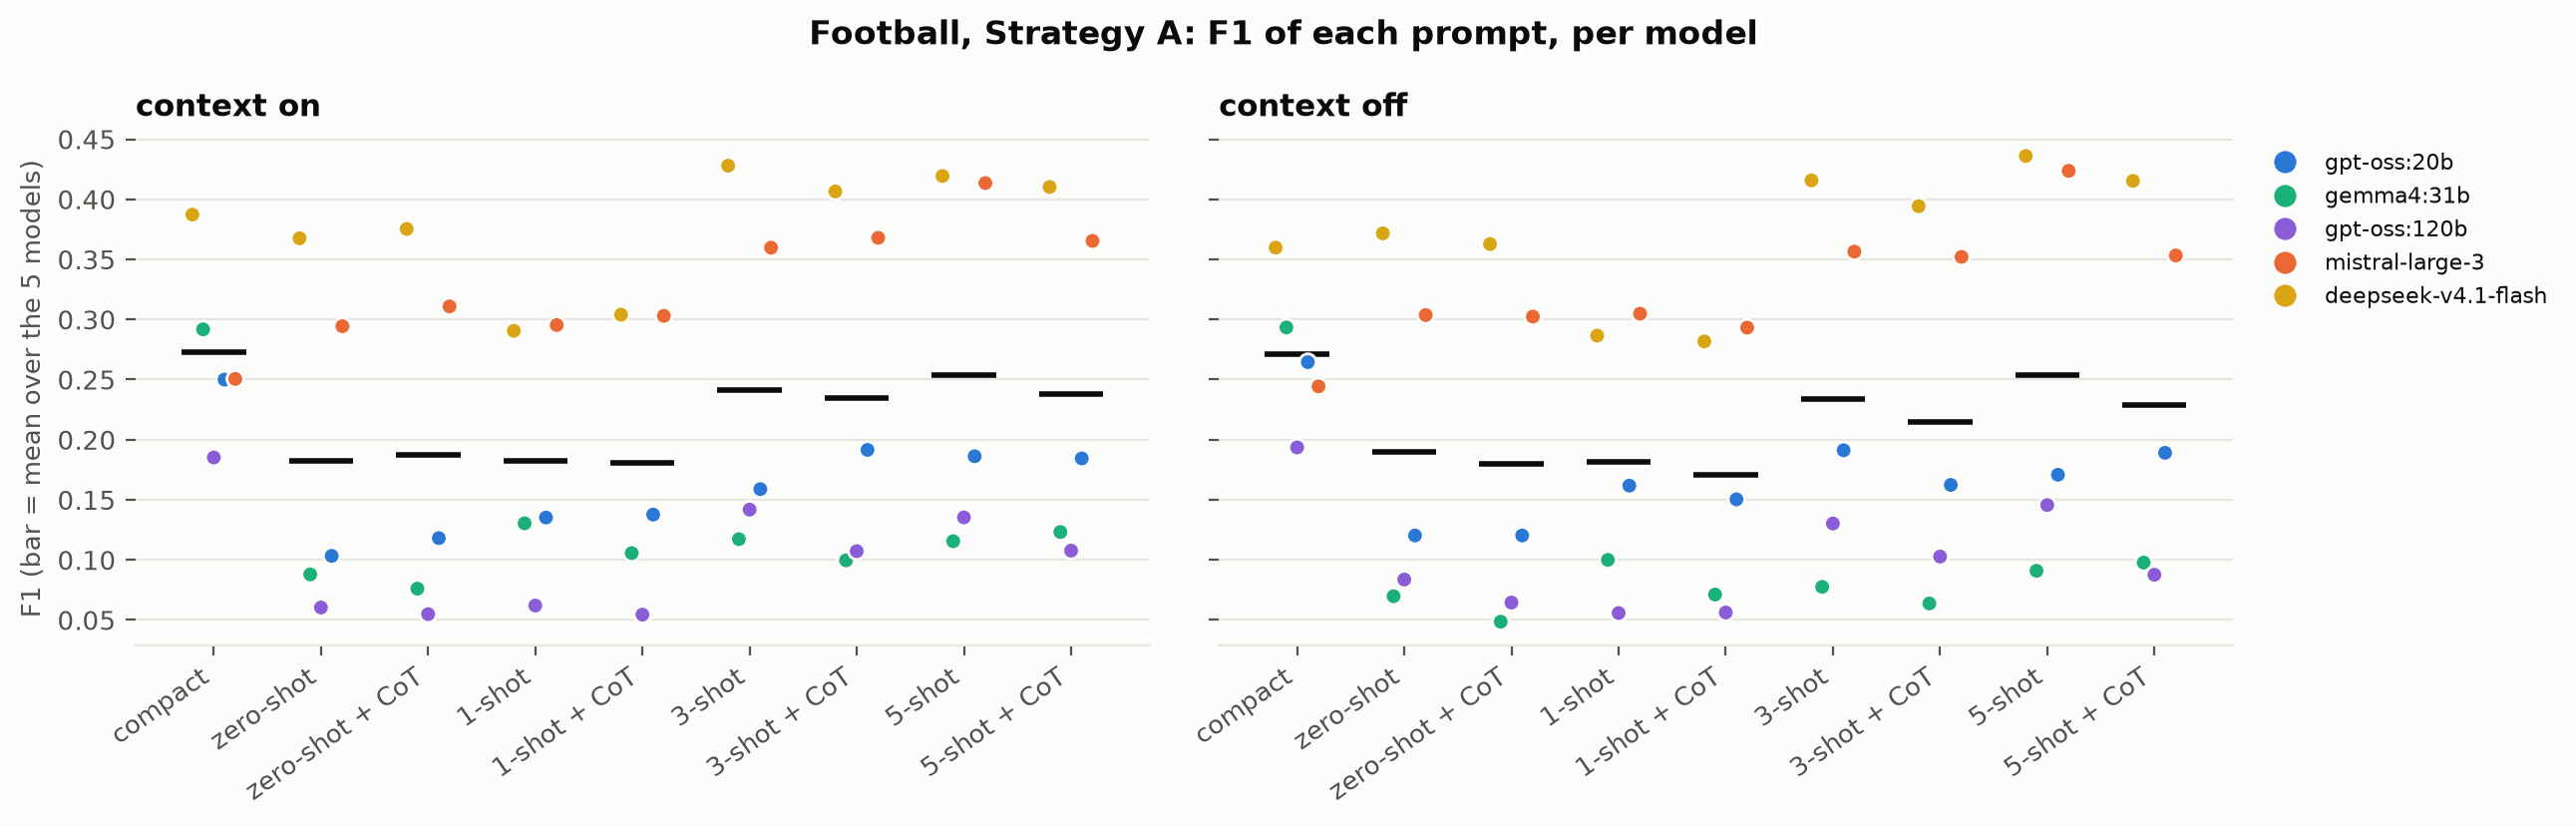 Football, Strategy A: F1 of each prompt, per model
context on
context off
F1 (bar = mean over the 5 models)
0.45
0.40
0.35
0.30
0.25
0.20
0.15
0.10
0.05
compact
zero-shot
zero-shot + CoT
1-shot
1-shot + CoT
3-shot
3-shot + CoT
5-shot
5-shot + CoT
compact
zero-shot
zero-shot + CoT
1-shot
1-shot + CoT
3-shot
3-shot + CoT
5-shot
5-shot + CoT
gpt-oss:20b
gemma4:31b
gpt-oss:120b
mistral-large-3
deepseek-v4.1-flash